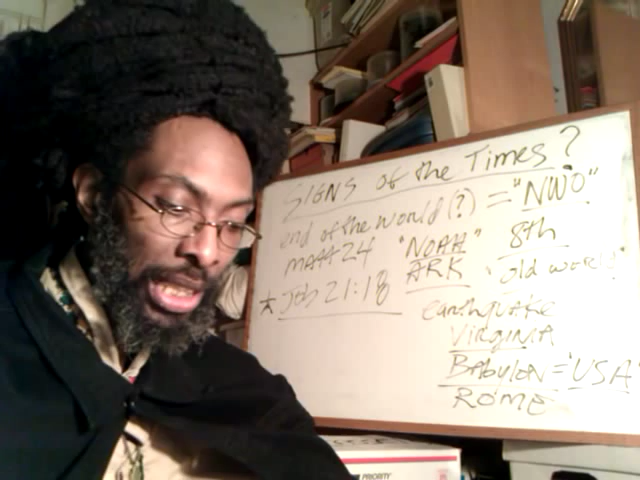 SIGNS of the Times?
end of the world (?) = "NWO"
Matt 24 "NOAH" 8th
* Job 21:18 ARK "old world"
earthquake
VIRGINIA
BABYLON = "USA"
ROME
PRIORITY